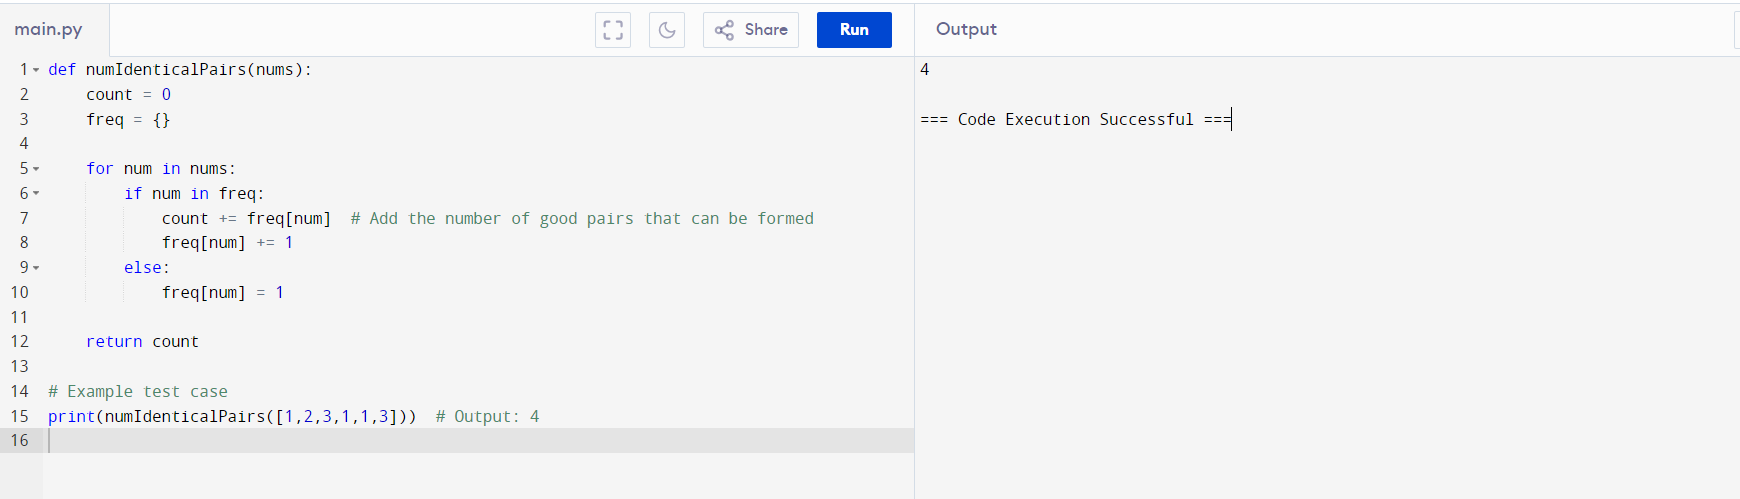 main.py
Share
Run
Output
1 def numIdenticalPairs(nums):
2     count = 0
3     freq = {}
4
5     for num in nums:
6         if num in freq:
7             count += freq[num]  # Add the number of good pairs that can be formed
8             freq[num] += 1
9         else:
10             freq[num] = 1
11
12     return count
13
14 # Example test case
15 print(numIdenticalPairs([1,2,3,1,1,3]))  # Output: 4
16
4
=== Code Execution Successful ===